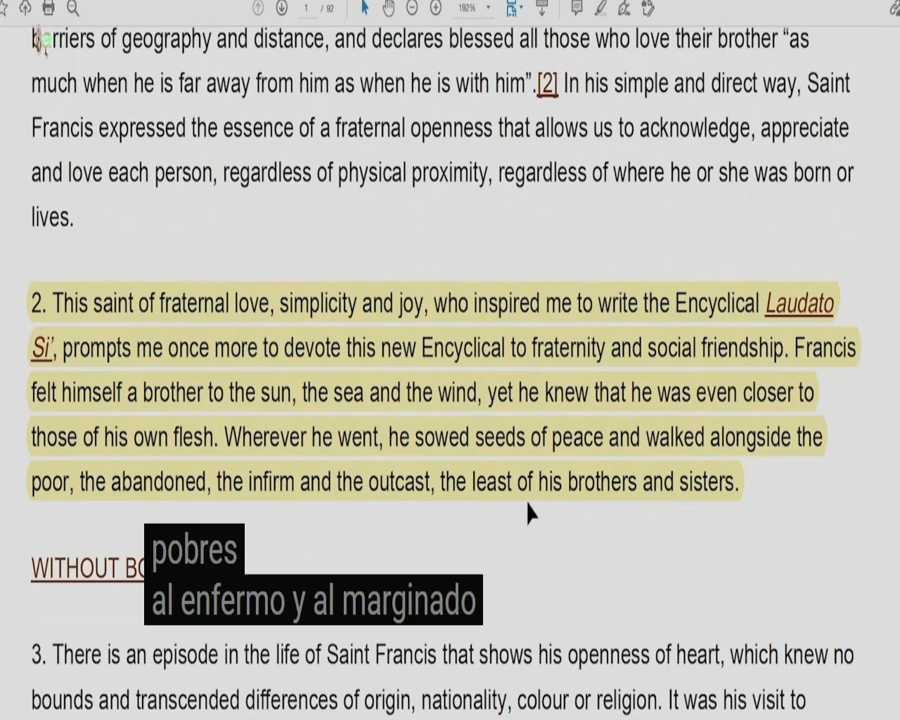 1 / 92
192%
barriers of geography and distance, and declares blessed all those who love their brother “as
much when he is far away from him as when he is with him”.[2] In his simple and direct way, Saint
Francis expressed the essence of a fraternal openness that allows us to acknowledge, appreciate
and love each person, regardless of physical proximity, regardless of where he or she was born or
lives.
2. This saint of fraternal love, simplicity and joy, who inspired me to write the Encyclical Laudato
Si’, prompts me once more to devote this new Encyclical to fraternity and social friendship. Francis
felt himself a brother to the sun, the sea and the wind, yet he knew that he was even closer to
those of his own flesh. Wherever he went, he sowed seeds of peace and walked alongside the
poor, the abandoned, the infirm and the outcast, the least of his brothers and sisters.
WITHOUT
pobres
al enfermo y al marginado
3. There is an episode in the life of Saint Francis that shows his openness of heart, which knew no
bounds and transcended differences of origin, nationality, colour or religion. It was his visit to